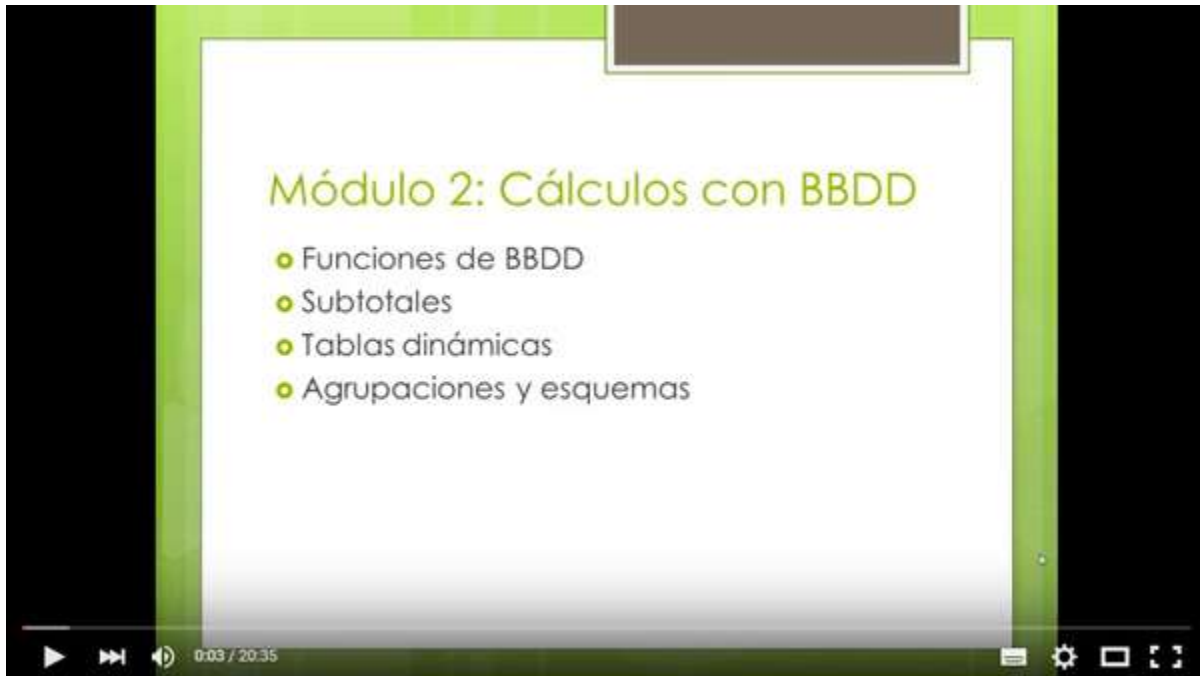 Módulo 2: Cálculos con BBDD
Funciones de BBDD
Subtotales
Tablas dinámicas
Agrupaciones y esquemas
0:03 / 20:35